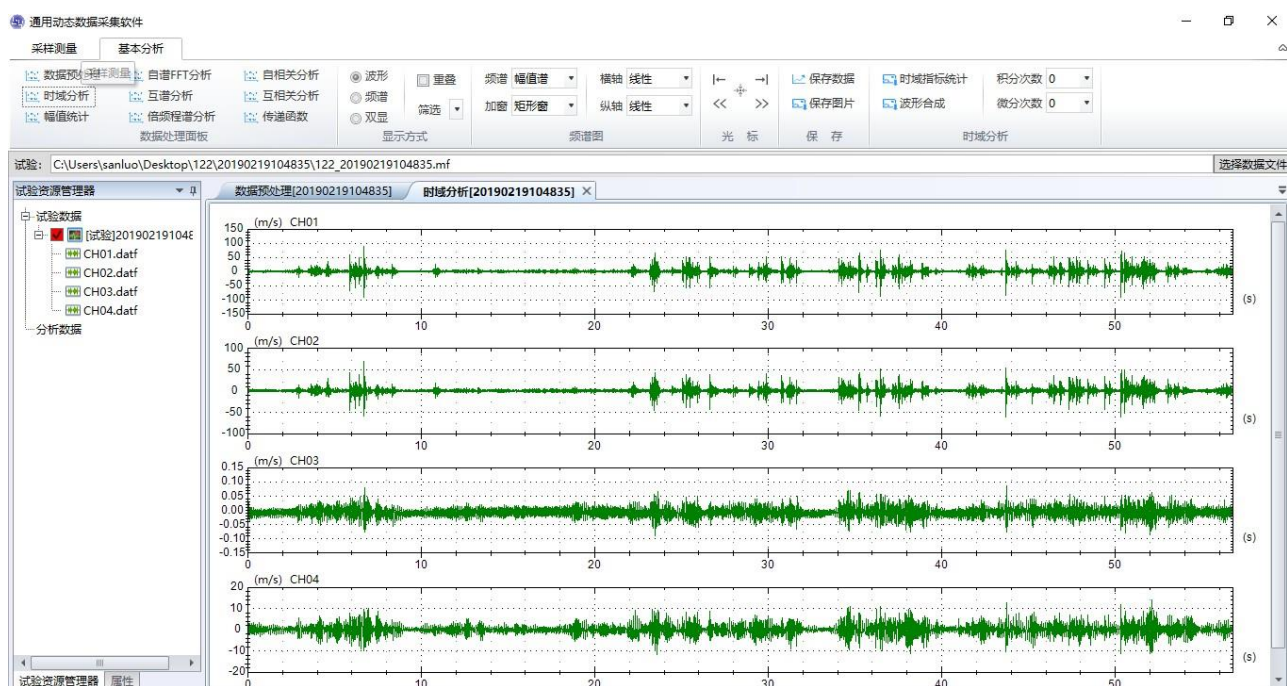 通用动态数据采集软件
采样测量 基本分析
自谱FFT分析 自相关分析 波形 重叠 频谱 幅值谱 横轴 线性 |← →| 保存数据 时域指标统计 积分次数 0
采样测量
时域分析 互谱分析 互相关分析 频谱 筛选 加窗 矩形窗 纵轴 线性 << >> 保存图片 波形合成 微分次数 0
幅值统计 倍频程谱分析 传递函数 双显
数据处理面板 显示方式 频谱图 光 标 保 存 时域分析
试验: C:\Users\sanluo\Desktop\122\20190219104835\122_20190219104835.mf 选择数据文件
试验资源管理器 数据预处理[20190219104835] 时域分析[20190219104835]
试验数据
[试验]201902191048
CH01.datf
CH02.datf
CH03.datf
CH04.datf
分析数据
(m/s) CH01
150
100
50
0
-50
-100
-150
(s)
0 10 20 30 40 50
(m/s) CH02
100
50
0
-50
-100
(s)
0 10 20 30 40 50
(m/s) CH03
0.15
0.10
0.05
0.00
-0.05
-0.10
-0.15
(s)
0 10 20 30 40 50
(m/s) CH04
20
10
0
-10
-20
(s)
0 10 20 30 40 50
试验资源管理器 属性